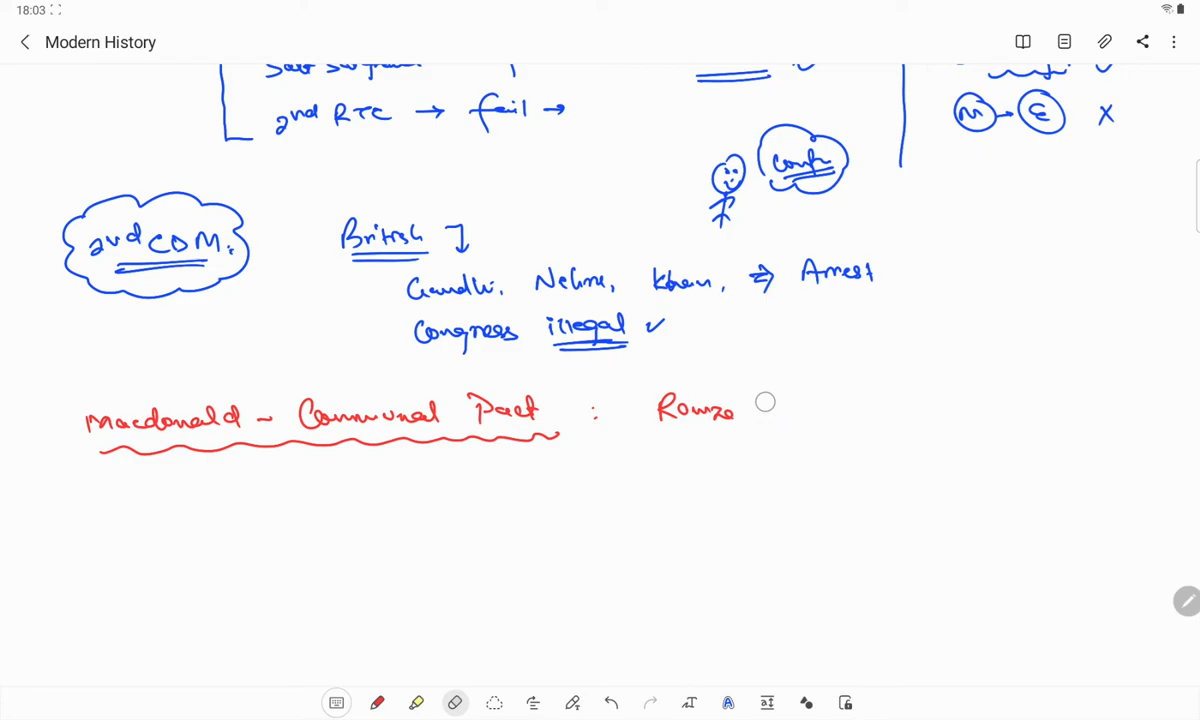 18:03
Modern History
2nd RTC → fail →
M → E X
Confn
2nd CDM.
British
Gandhi, Nehru, Khan, ⇒ Arrest
Congress illegal ✓
Macdonald - Communal Pact : Ramze